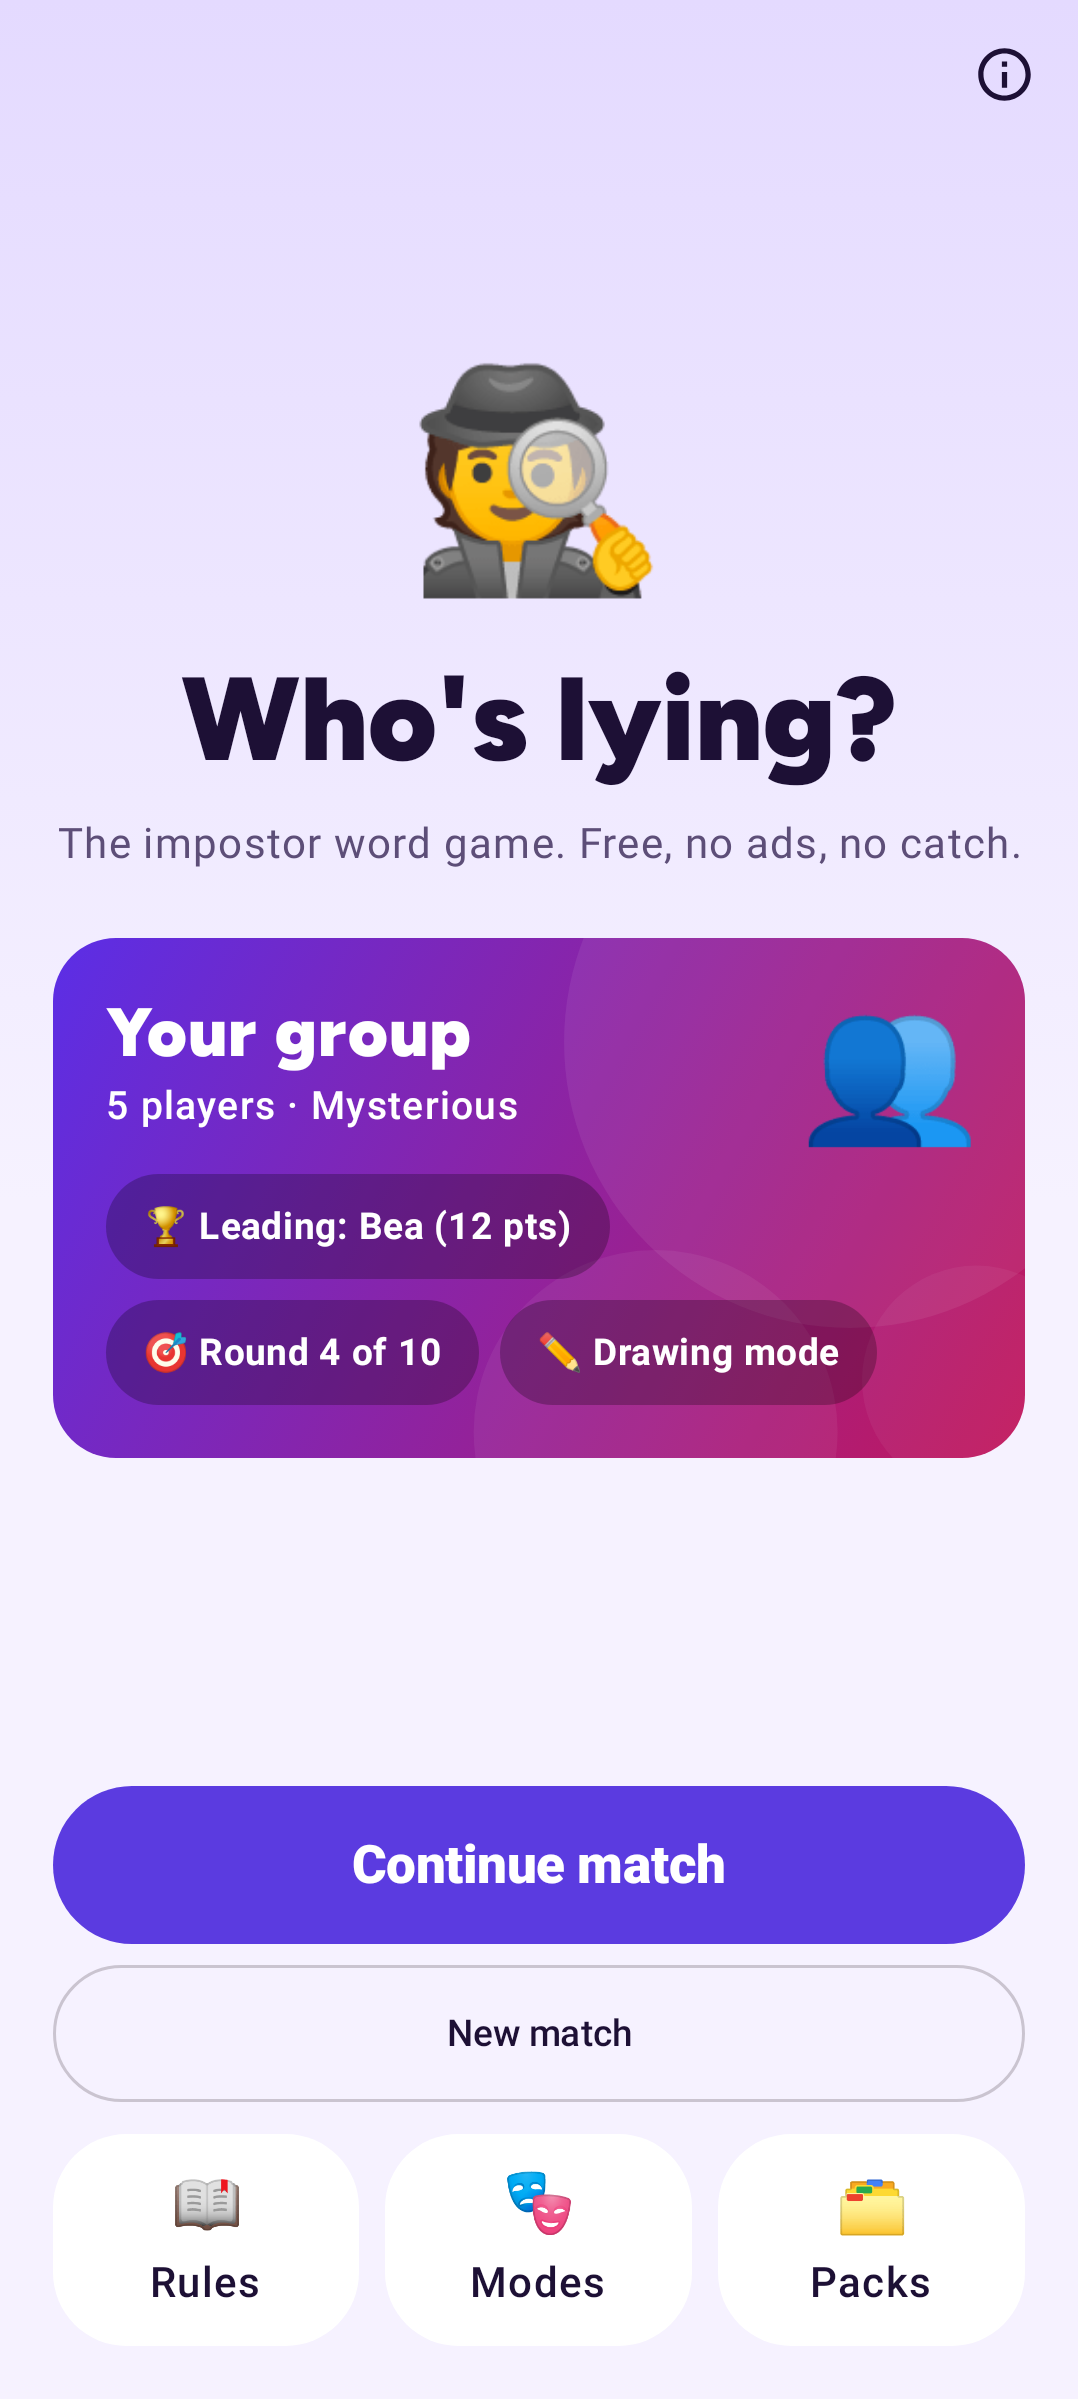 Who's lying?
The impostor word game. Free, no ads, no catch.
Your group
5 players · Mysterious
🏆 Leading: Bea (12 pts)
🎯 Round 4 of 10
✏️ Drawing mode
Continue match
New match
Rules
Modes
Packs